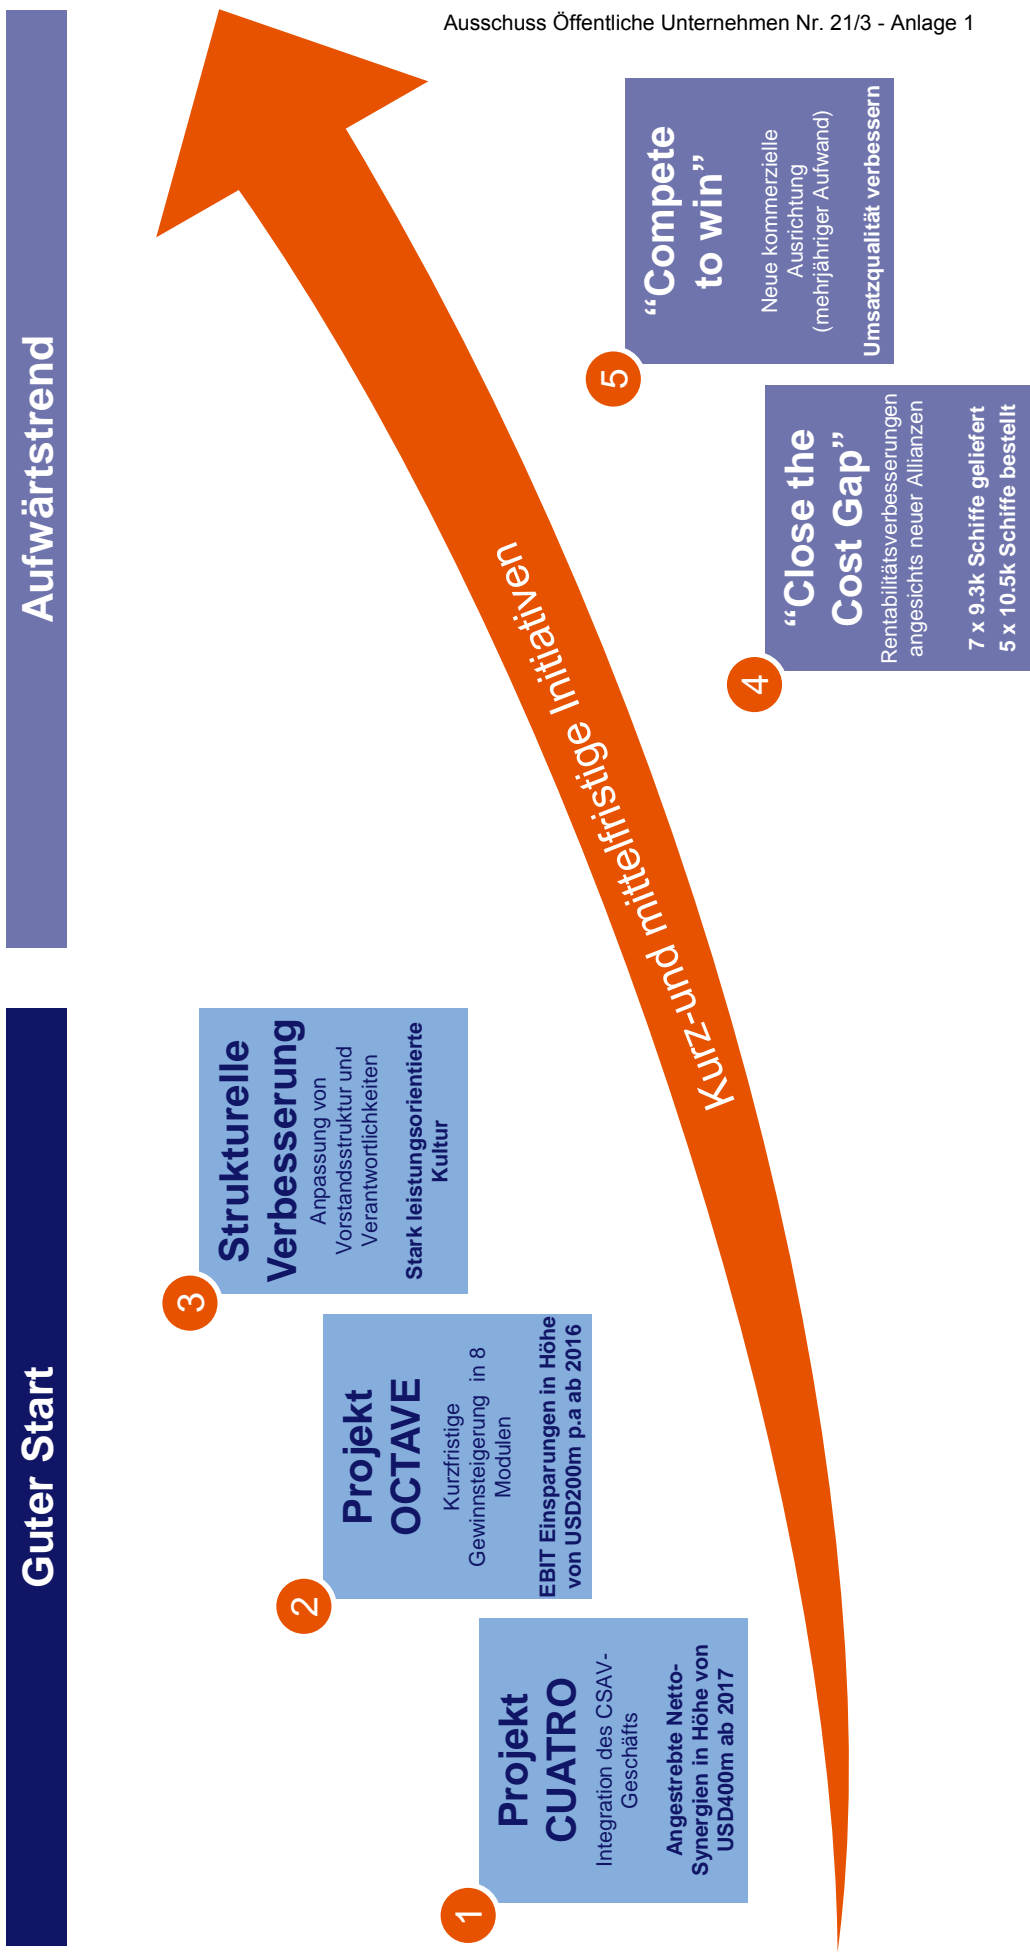 Ausschuss Öffentliche Unternehmen Nr. 21/3 - Anlage 1
Guter Start
Aufwärtstrend
1
Projekt
CUATRO
Integration des CSAV-
Geschäfts
Angestrebte Netto-
Synergien in Höhe von
USD400m ab 2017
2
Projekt
OCTAVE
Kurzfristige
Gewinnsteigerung in 8
Modulen
EBIT Einsparungen in Höhe
von USD200m p.a ab 2016
3
Strukturelle
Verbesserung
Anpassung von
Vorstandsstruktur und
Verantwortlichkeiten
Stark leistungsorientierte
Kultur
Kurz-und mittelfristige Initiativen
4
“Close the
Cost Gap”
Rentabilitätsverbesserungen
angesichts neuer Allianzen
7 x 9.3k Schiffe geliefert
5 x 10.5k Schiffe bestellt
5
“Compete
to win”
Neue kommerzielle
Ausrichtung
(mehrjähriger Aufwand)
Umsatzqualität verbessern